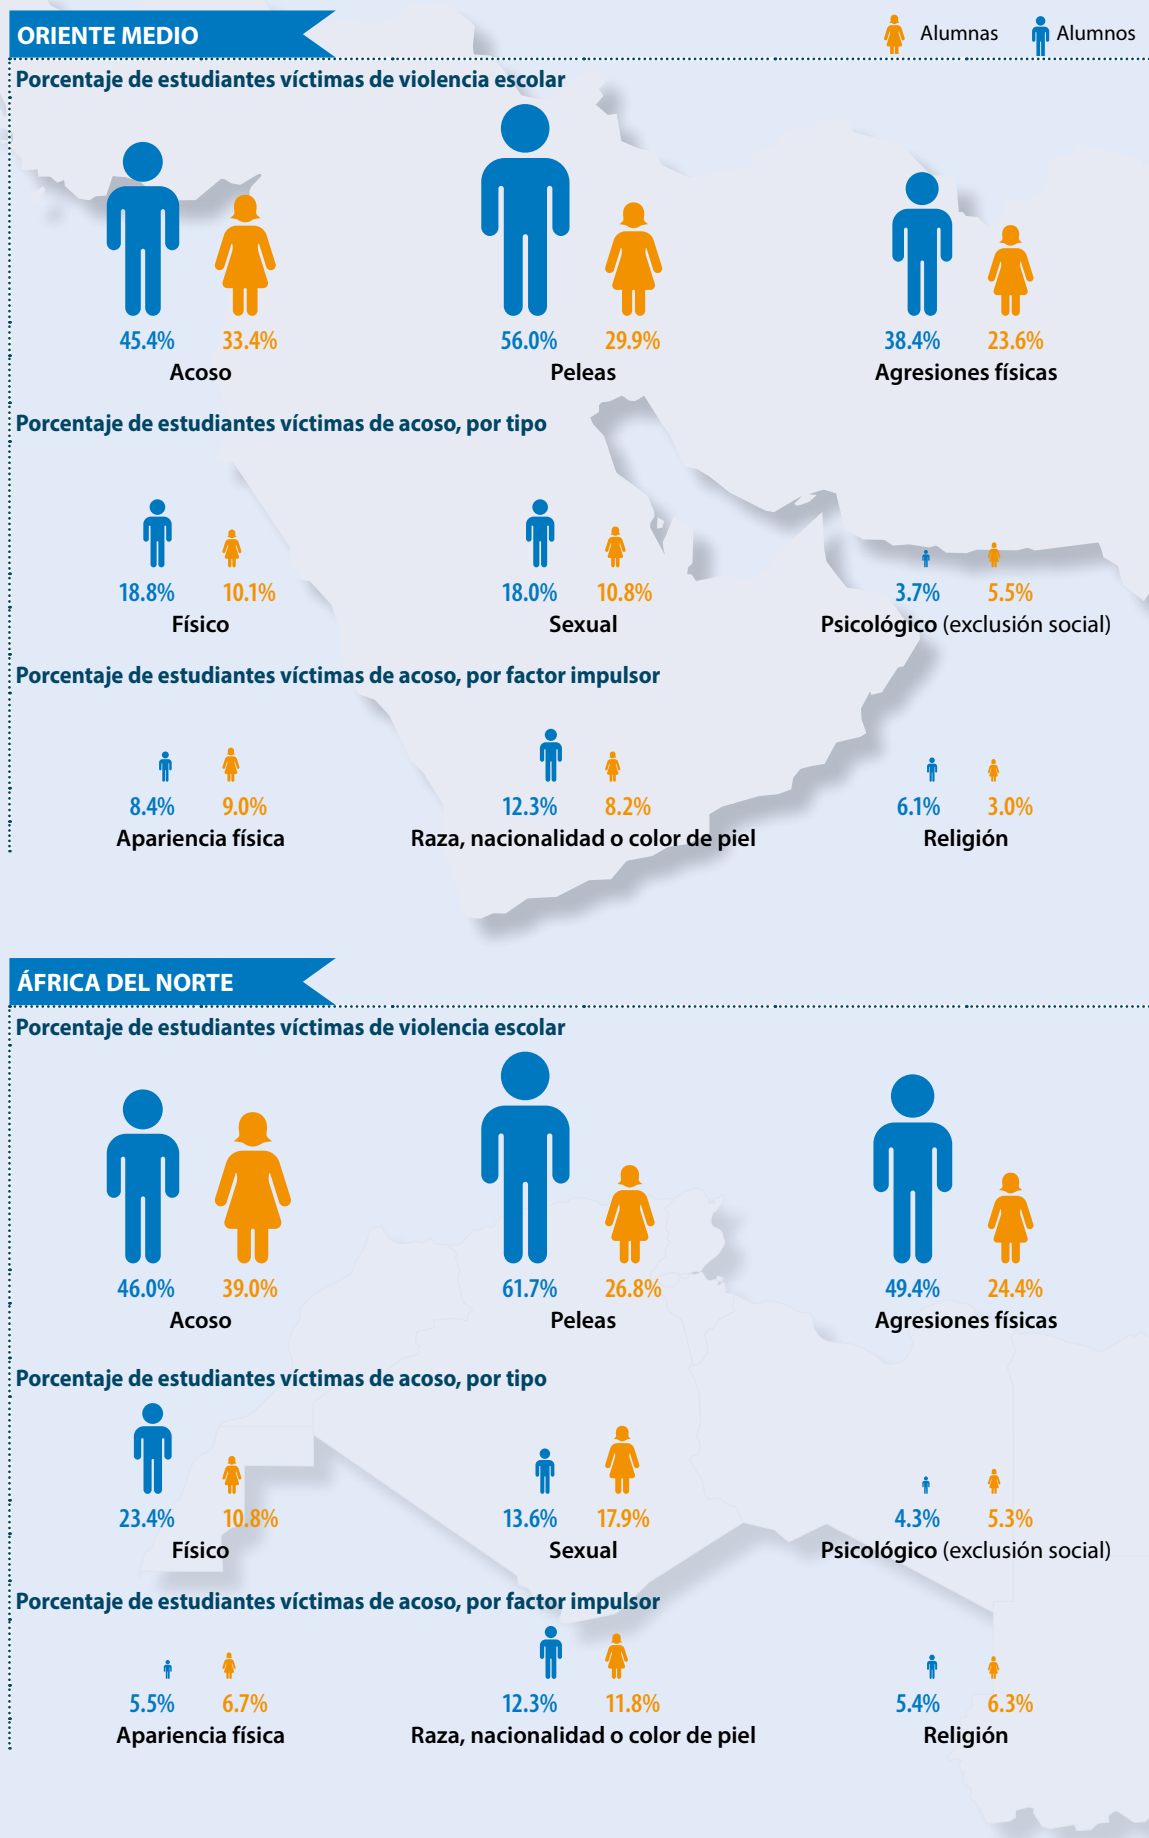 ORIENTE MEDIO
Alumnas
Alumnos
Porcentaje de estudiantes víctimas de violencia escolar
45.4% 33.4%
Acoso
56.0% 29.9%
Peleas
38.4% 23.6%
Agresiones físicas
Porcentaje de estudiantes víctimas de acoso, por tipo
18.8% 10.1%
Físico
18.0% 10.8%
Sexual
3.7% 5.5%
Psicológico (exclusión social)
Porcentaje de estudiantes víctimas de acoso, por factor impulsor
8.4% 9.0%
Apariencia física
12.3% 8.2%
Raza, nacionalidad o color de piel
6.1% 3.0%
Religión
ÁFRICA DEL NORTE
Porcentaje de estudiantes víctimas de violencia escolar
46.0% 39.0%
Acoso
61.7% 26.8%
Peleas
49.4% 24.4%
Agresiones físicas
Porcentaje de estudiantes víctimas de acoso, por tipo
23.4% 10.8%
Físico
13.6% 17.9%
Sexual
4.3% 5.3%
Psicológico (exclusión social)
Porcentaje de estudiantes víctimas de acoso, por factor impulsor
5.5% 6.7%
Apariencia física
12.3% 11.8%
Raza, nacionalidad o color de piel
5.4% 6.3%
Religión